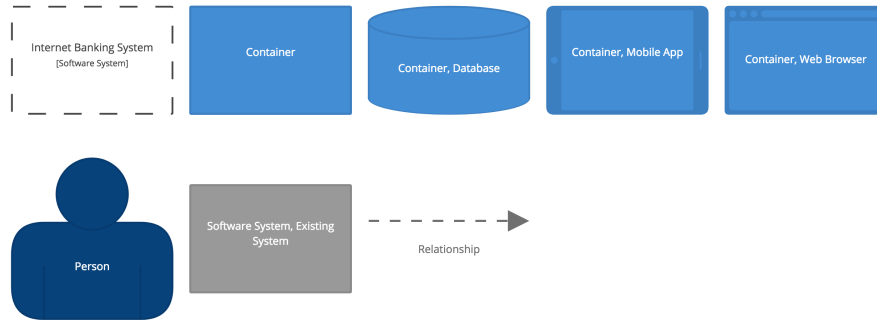 Internet Banking System
[Software System]
Container
Container, Database
Container, Mobile App
Container, Web Browser
Person
Software System, Existing
System
Relationship